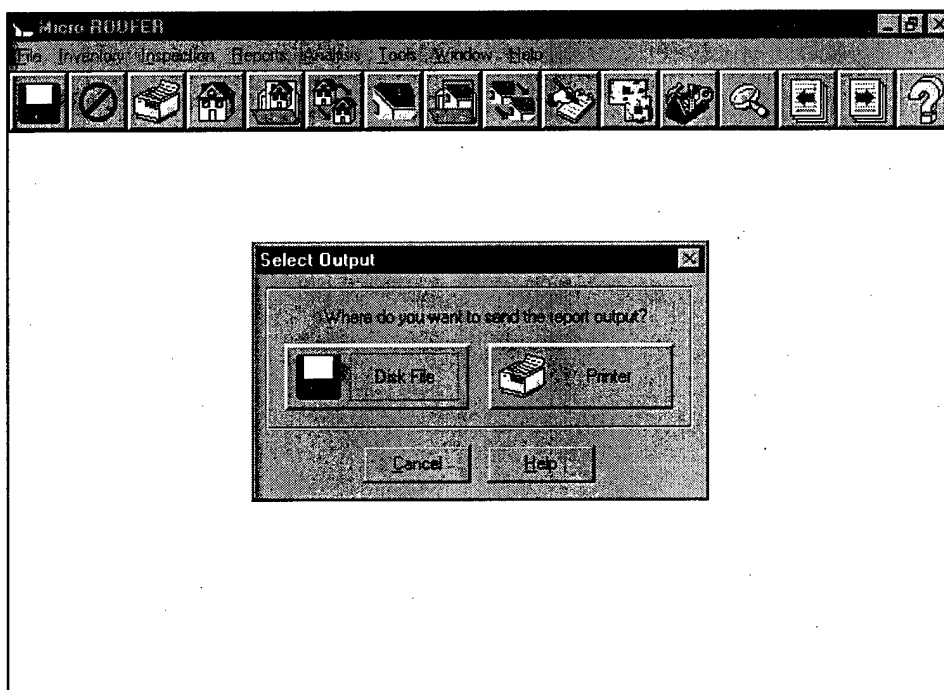 Micro ROOFER
File Inventory Inspection Reports Analysis Tools Window Help
Select Output
Where do you want to send the report output?
Disk File Printer
Cancel Help